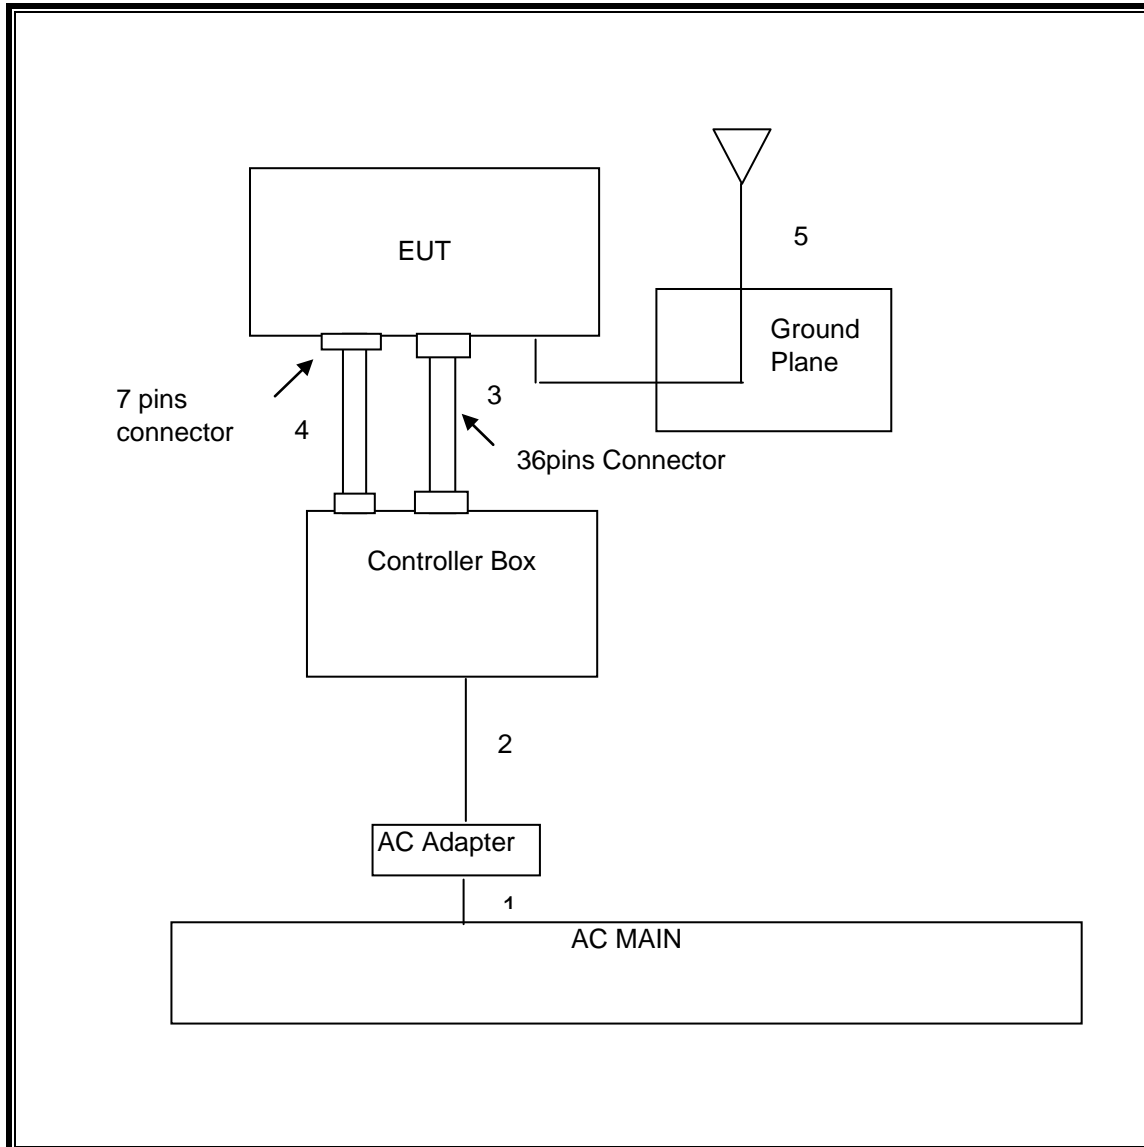 EUT
5
Ground
Plane
7 pins
connector
4
3
36pins Connector
Controller Box
2
AC Adapter
1
AC MAIN